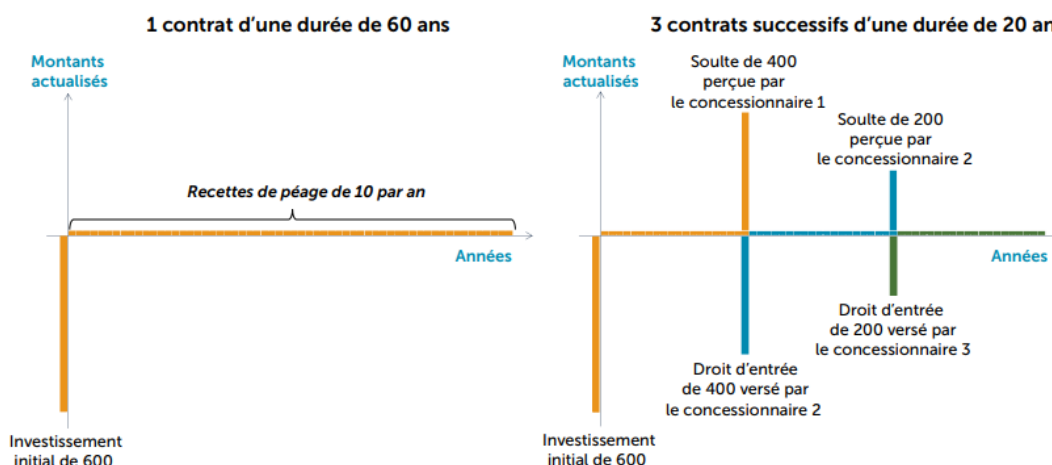 1 contrat d'une durée de 60 ans
Montants
actualisés
Recettes de péage de 10 par an
Années
Investissement
initial de 600
3 contrats successifs d'une durée de 20 an
Montants
actualisés
Soulte de 400
perçue par
le concessionnaire 1
Soulte de 200
perçue par
le concessionnaire 2
Années
Droit d'entrée
de 200 versé par
le concessionnaire 3
Droit d'entrée
de 400 versé par
le concessionnaire 2
Investissement
initial de 600